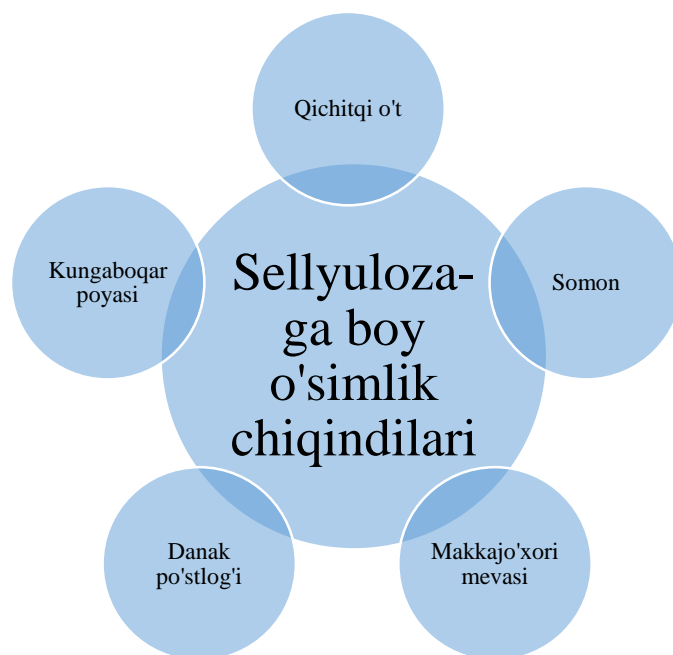 Qichitqi o't
Kungaboqar
poyasi
Sellyuloza-
ga boy
o'simlik
chiqindilari
Somon
Danak
po'stlog'i
Makkajo'xori
mevasi